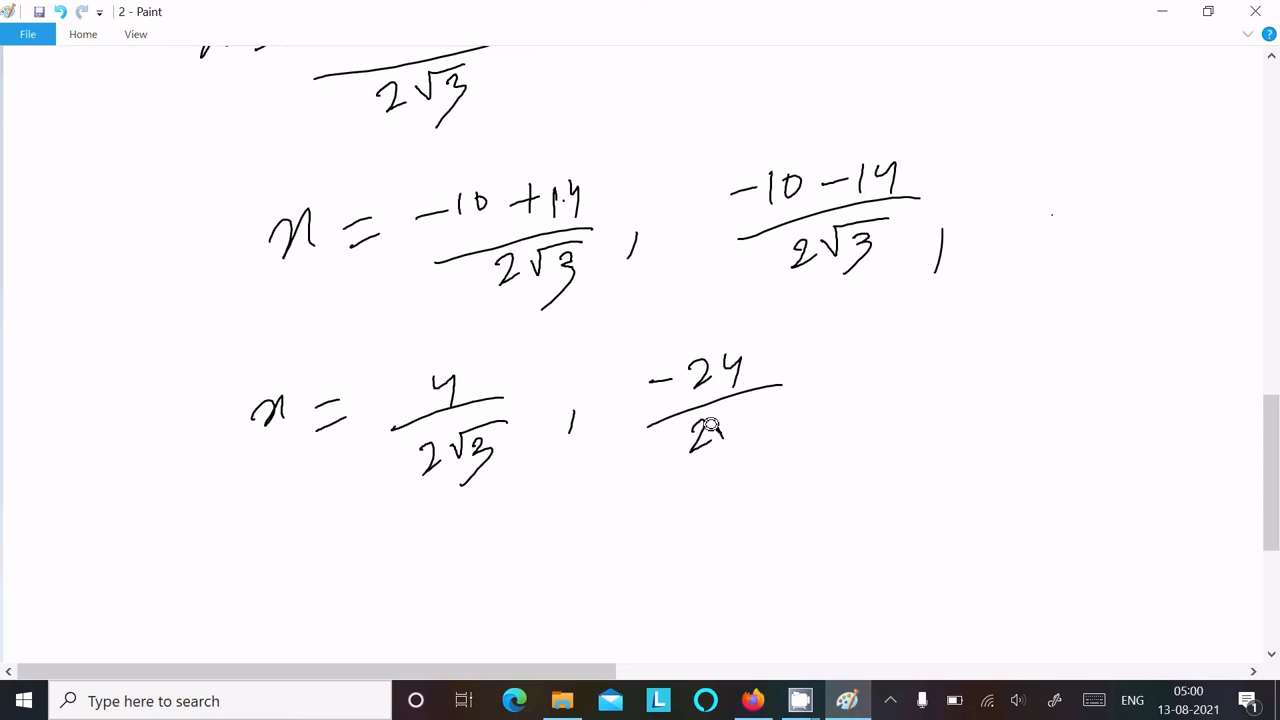 2 - Paint
File Home View
2√3
x = -10 + 14 / 2√3 , -10 - 14 / 2√3 ,
x = 4 / 2√3 , -24 / 2
Type here to search
ENG
05:00
13-08-2021